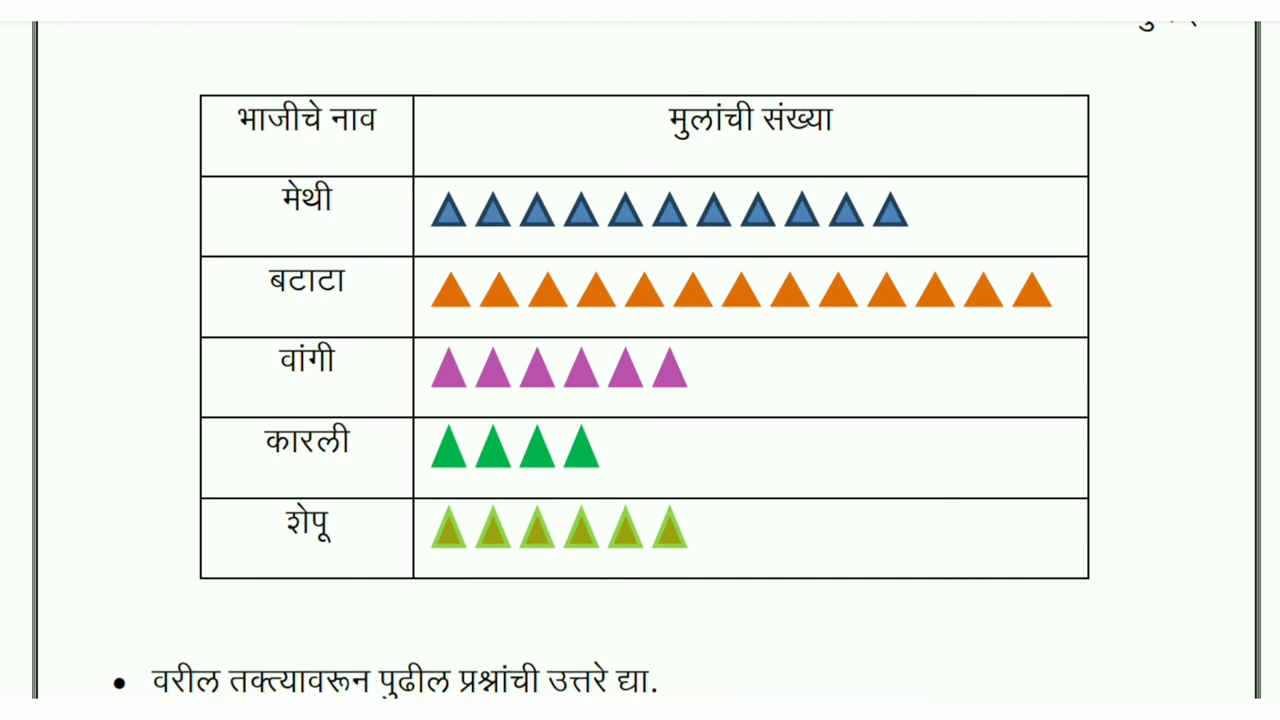 भाजीचे नाव मुलांची संख्या
मेथी
बटाटा
वांगी
कारली
शेपू
• वरील तक्त्यावरून पुढील प्रश्नांची उत्तरे द्या.